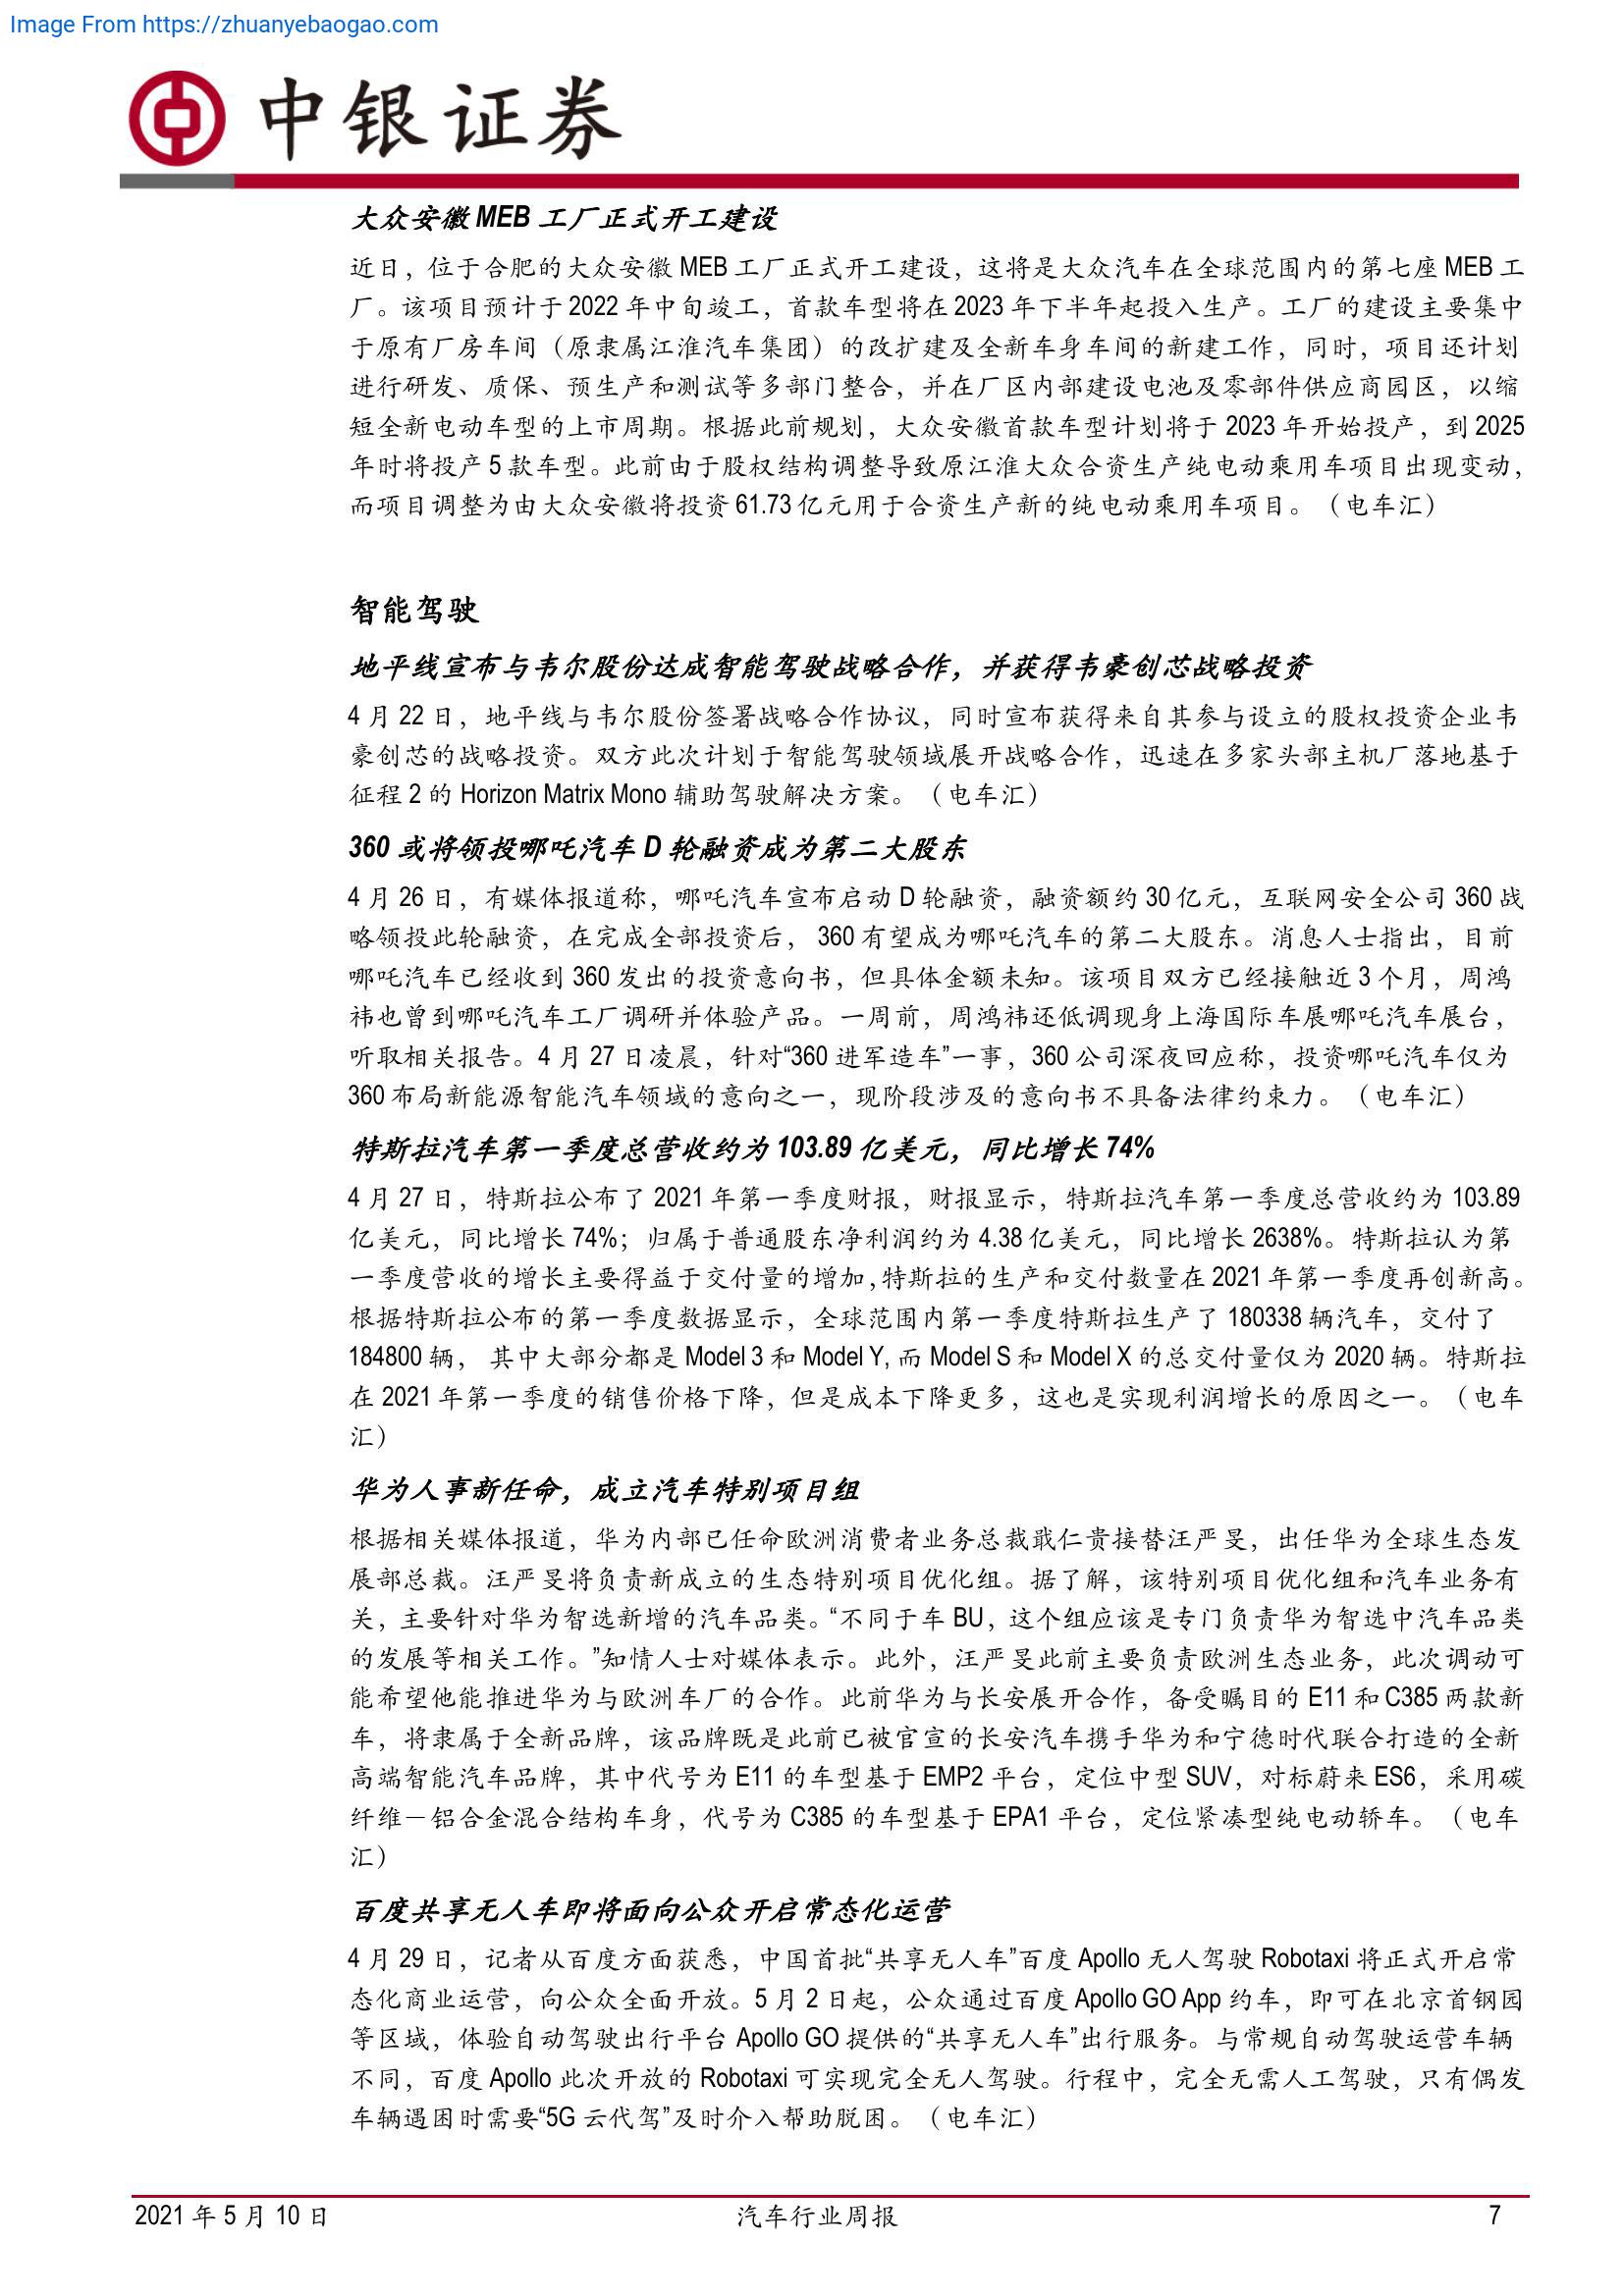 Image From https://zhuanyebaogao.com
中银证券
大众安徽 MEB 工厂正式开工建设
近日，位于合肥的大众安徽 MEB 工厂正式开工建设，这将是大众汽车在全球范围内的第七座 MEB 工
厂。该项目预计于 2022 年中旬竣工，首款车型将在 2023 年下半年起投入生产。工厂的建设主要集中
于原有厂房车间（原隶属江淮汽车集团）的改扩建及全新车身车间的新建工作，同时，项目还计划
进行研发、质保、预生产和测试等多部门整合，并在厂区内部建设电池及零部件供应商园区，以缩
短全新电动车型的上市周期。根据此前规划，大众安徽首款车型计划将于 2023 年开始投产，到 2025
年时将投产 5 款车型。此前由于股权结构调整导致原江淮大众合资生产纯电动乘用车项目出现变动，
而项目调整为由大众安徽将投资 61.73 亿元用于合资生产新的纯电动乘用车项目。（电车汇）
智能驾驶
地平线宣布与韦尔股份达成智能驾驶战略合作，并获得韦豪创芯战略投资
4 月 22 日，地平线与韦尔股份签署战略合作协议，同时宣布获得来自其参与设立的股权投资企业韦
豪创芯的战略投资。双方此次计划于智能驾驶领域展开战略合作，迅速在多家头部主机厂落地基于
征程 2 的 Horizon Matrix Mono 辅助驾驶解决方案。（电车汇）
360 或将领投哪吒汽车 D 轮融资成为第二大股东
4 月 26 日，有媒体报道称，哪吒汽车宣布启动 D 轮融资，融资额约 30 亿元，互联网安全公司 360 战
略领投此轮融资，在完成全部投资后， 360 有望成为哪吒汽车的第二大股东。消息人士指出，目前
哪吒汽车已经收到 360 发出的投资意向书，但具体金额未知。该项目双方已经接触近 3 个月，周鸿
祎也曾到哪吒汽车工厂调研并体验产品。一周前，周鸿祎还低调现身上海国际车展哪吒汽车展台，
听取相关报告。4 月 27 日凌晨，针对“360 进军造车”一事，360 公司深夜回应称，投资哪吒汽车仅为
360 布局新能源智能汽车领域的意向之一，现阶段涉及的意向书不具备法律约束力。（电车汇）
特斯拉汽车第一季度总营收约为 103.89 亿美元，同比增长 74%
4 月 27 日，特斯拉公布了 2021 年第一季度财报，财报显示，特斯拉汽车第一季度总营收约为 103.89
亿美元，同比增长 74%；归属于普通股东净利润约为 4.38 亿美元，同比增长 2638%。特斯拉认为第
一季度营收的增长主要得益于交付量的增加，特斯拉的生产和交付数量在 2021 年第一季度再创新高。
根据特斯拉公布的第一季度数据显示，全球范围内第一季度特斯拉生产了 180338 辆汽车，交付了
184800 辆， 其中大部分都是 Model 3 和 Model Y, 而 Model S 和 Model X 的总交付量仅为 2020 辆。特斯拉
在 2021 年第一季度的销售价格下降，但是成本下降更多，这也是实现利润增长的原因之一。（电车
汇）
华为人事新任命，成立汽车特别项目组
根据相关媒体报道，华为内部已任命欧洲消费者业务总裁戢仁贵接替汪严旻，出任华为全球生态发
展部总裁。汪严旻将负责新成立的生态特别项目优化组。据了解，该特别项目优化组和汽车业务有
关，主要针对华为智选新增的汽车品类。“不同于车 BU，这个组应该是专门负责华为智选中汽车品类
的发展等相关工作。”知情人士对媒体表示。此外，汪严旻此前主要负责欧洲生态业务，此次调动可
能希望他能推进华为与欧洲车厂的合作。此前华为与长安展开合作，备受瞩目的 E11 和 C385 两款新
车，将隶属于全新品牌，该品牌既是此前已被官宣的长安汽车携手华为和宁德时代联合打造的全新
高端智能汽车品牌，其中代号为 E11 的车型基于 EMP2 平台，定位中型 SUV，对标蔚来 ES6，采用碳
纤维－铝合金混合结构车身，代号为 C385 的车型基于 EPA1 平台，定位紧凑型纯电动轿车。（电车
汇）
百度共享无人车即将面向公众开启常态化运营
4 月 29 日，记者从百度方面获悉，中国首批“共享无人车”百度 Apollo 无人驾驶 Robotaxi 将正式开启常
态化商业运营，向公众全面开放。5 月 2 日起，公众通过百度 Apollo GO App 约车，即可在北京首钢园
等区域，体验自动驾驶出行平台 Apollo GO 提供的“共享无人车”出行服务。与常规自动驾驶运营车辆
不同，百度 Apollo 此次开放的 Robotaxi 可实现完全无人驾驶。行程中，完全无需人工驾驶，只有偶发
车辆遇困时需要“5G 云代驾”及时介入帮助脱困。（电车汇）
2021 年 5 月 10 日 汽车行业周报 7